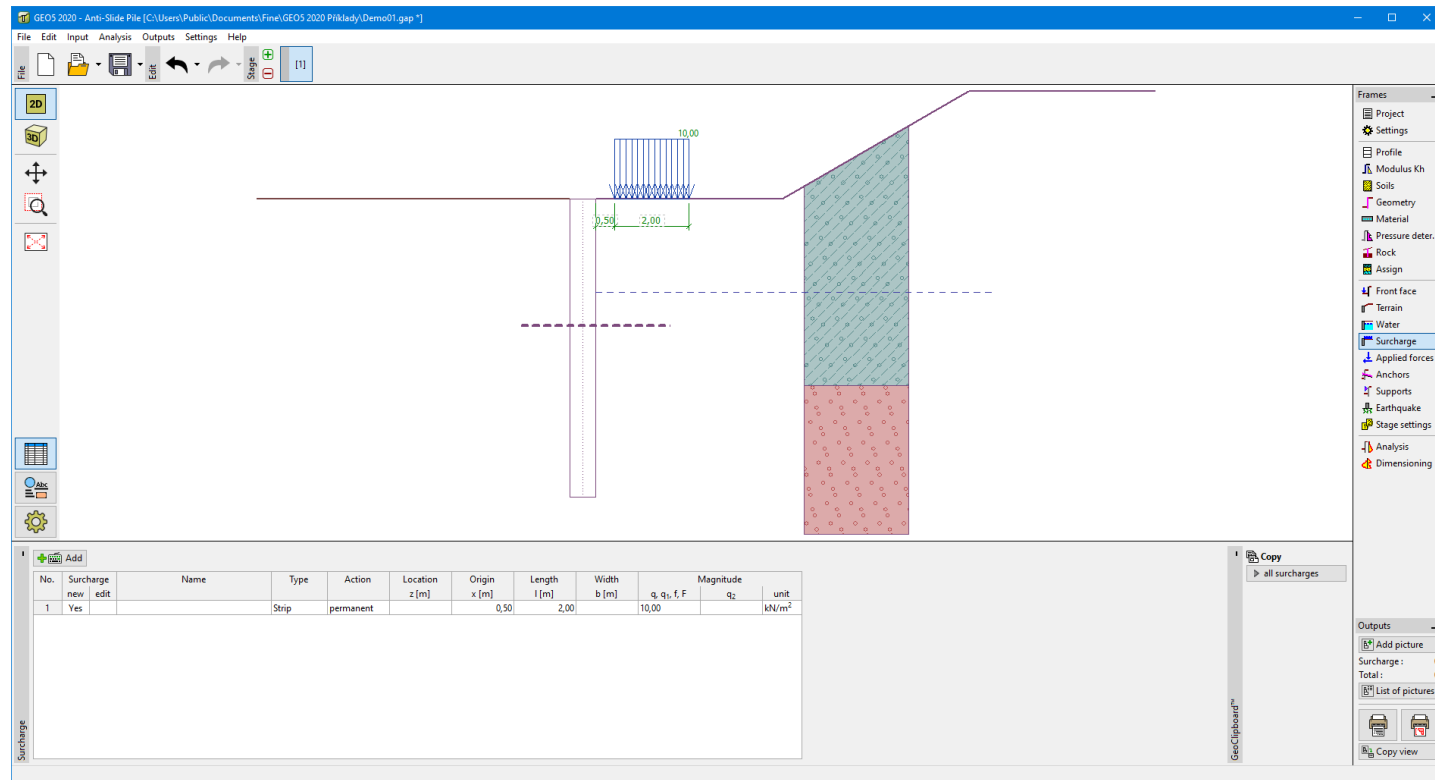 GEO5 2020 - Anti-Slide Pile [C:\Users\Public\Documents\Fine\GEO5 2020 Příklady\Demo01.gap *]
File Edit Input Analysis Outputs Settings Help
File
Edit
Stage
[1]
2D
3D
Abc
10,00
0,50
2,00
Frames
Project
Settings
Profile
Modulus Kh
Soils
Geometry
Material
Pressure deter.
Rock
Assign
Front face
Terrain
Water
Surcharge
Applied forces
Anchors
Supports
Earthquake
Stage settings
Analysis
Dimensioning
Surcharge
Add
No. Surcharge Name Type Action Location Origin Length Width Magnitude
new edit z [m] x [m] l [m] b [m] q, q₁, f, F q₂ unit
1 Yes Strip permanent 0,50 2,00 10,00 kN/m²
GeoClipboard™
Copy
all surcharges
Outputs
Add picture
Surcharge :
Total :
List of pictures
Copy view